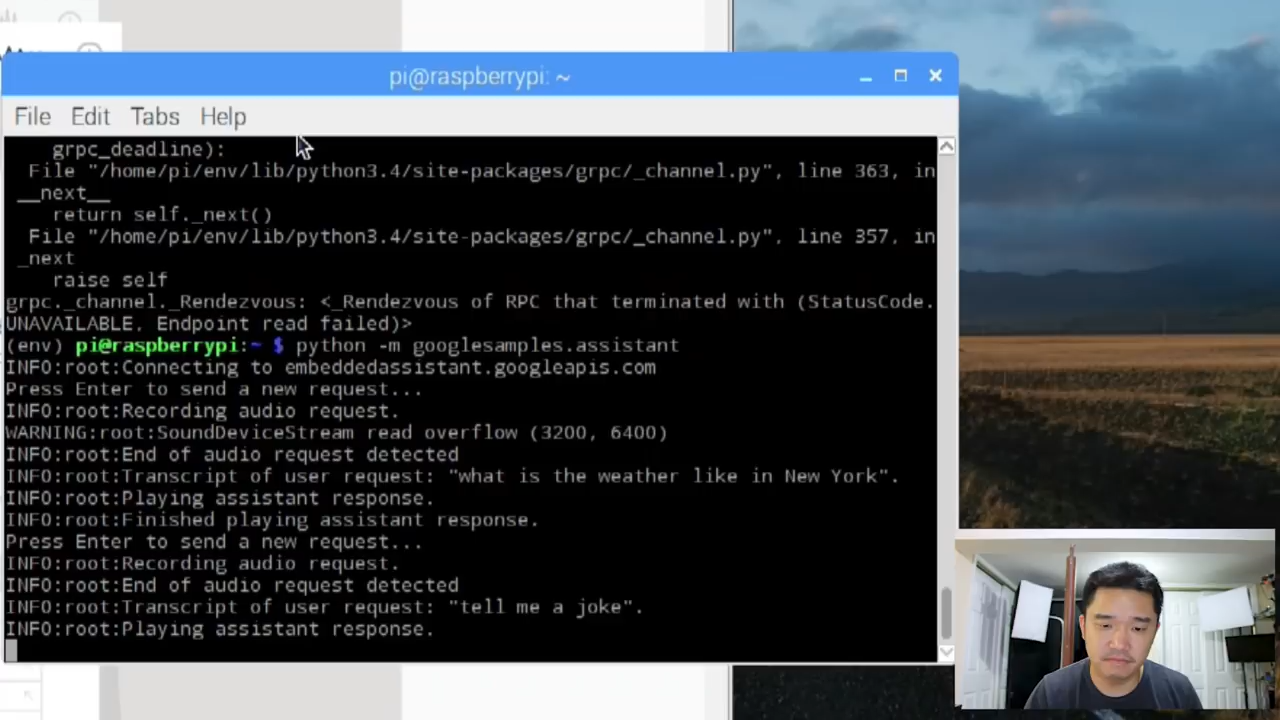 pi@raspberrypi: ~
File Edit Tabs Help
grpc_deadline):
File "/home/pi/env/lib/python3.4/site-packages/grpc/_channel.py", line 363, in
__next__
return self._next()
File "/home/pi/env/lib/python3.4/site-packages/grpc/_channel.py", line 357, in
_next
raise self
grpc._channel._Rendezvous: <_Rendezvous of RPC that terminated with (StatusCode.
UNAVAILABLE, Endpoint read failed)>
(env) pi@raspberrypi:~ $ python -m googlesamples.assistant
INFO:root:Connecting to embeddedassistant.googleapis.com
Press Enter to send a new request...
INFO:root:Recording audio request.
WARNING:root:SoundDeviceStream read overflow (3200, 6400)
INFO:root:End of audio request detected
INFO:root:Transcript of user request: "what is the weather like in New York".
INFO:root:Playing assistant response.
INFO:root:Finished playing assistant response.
Press Enter to send a new request...
INFO:root:Recording audio request.
INFO:root:End of audio request detected
INFO:root:Transcript of user request: "tell me a joke".
INFO:root:Playing assistant response.